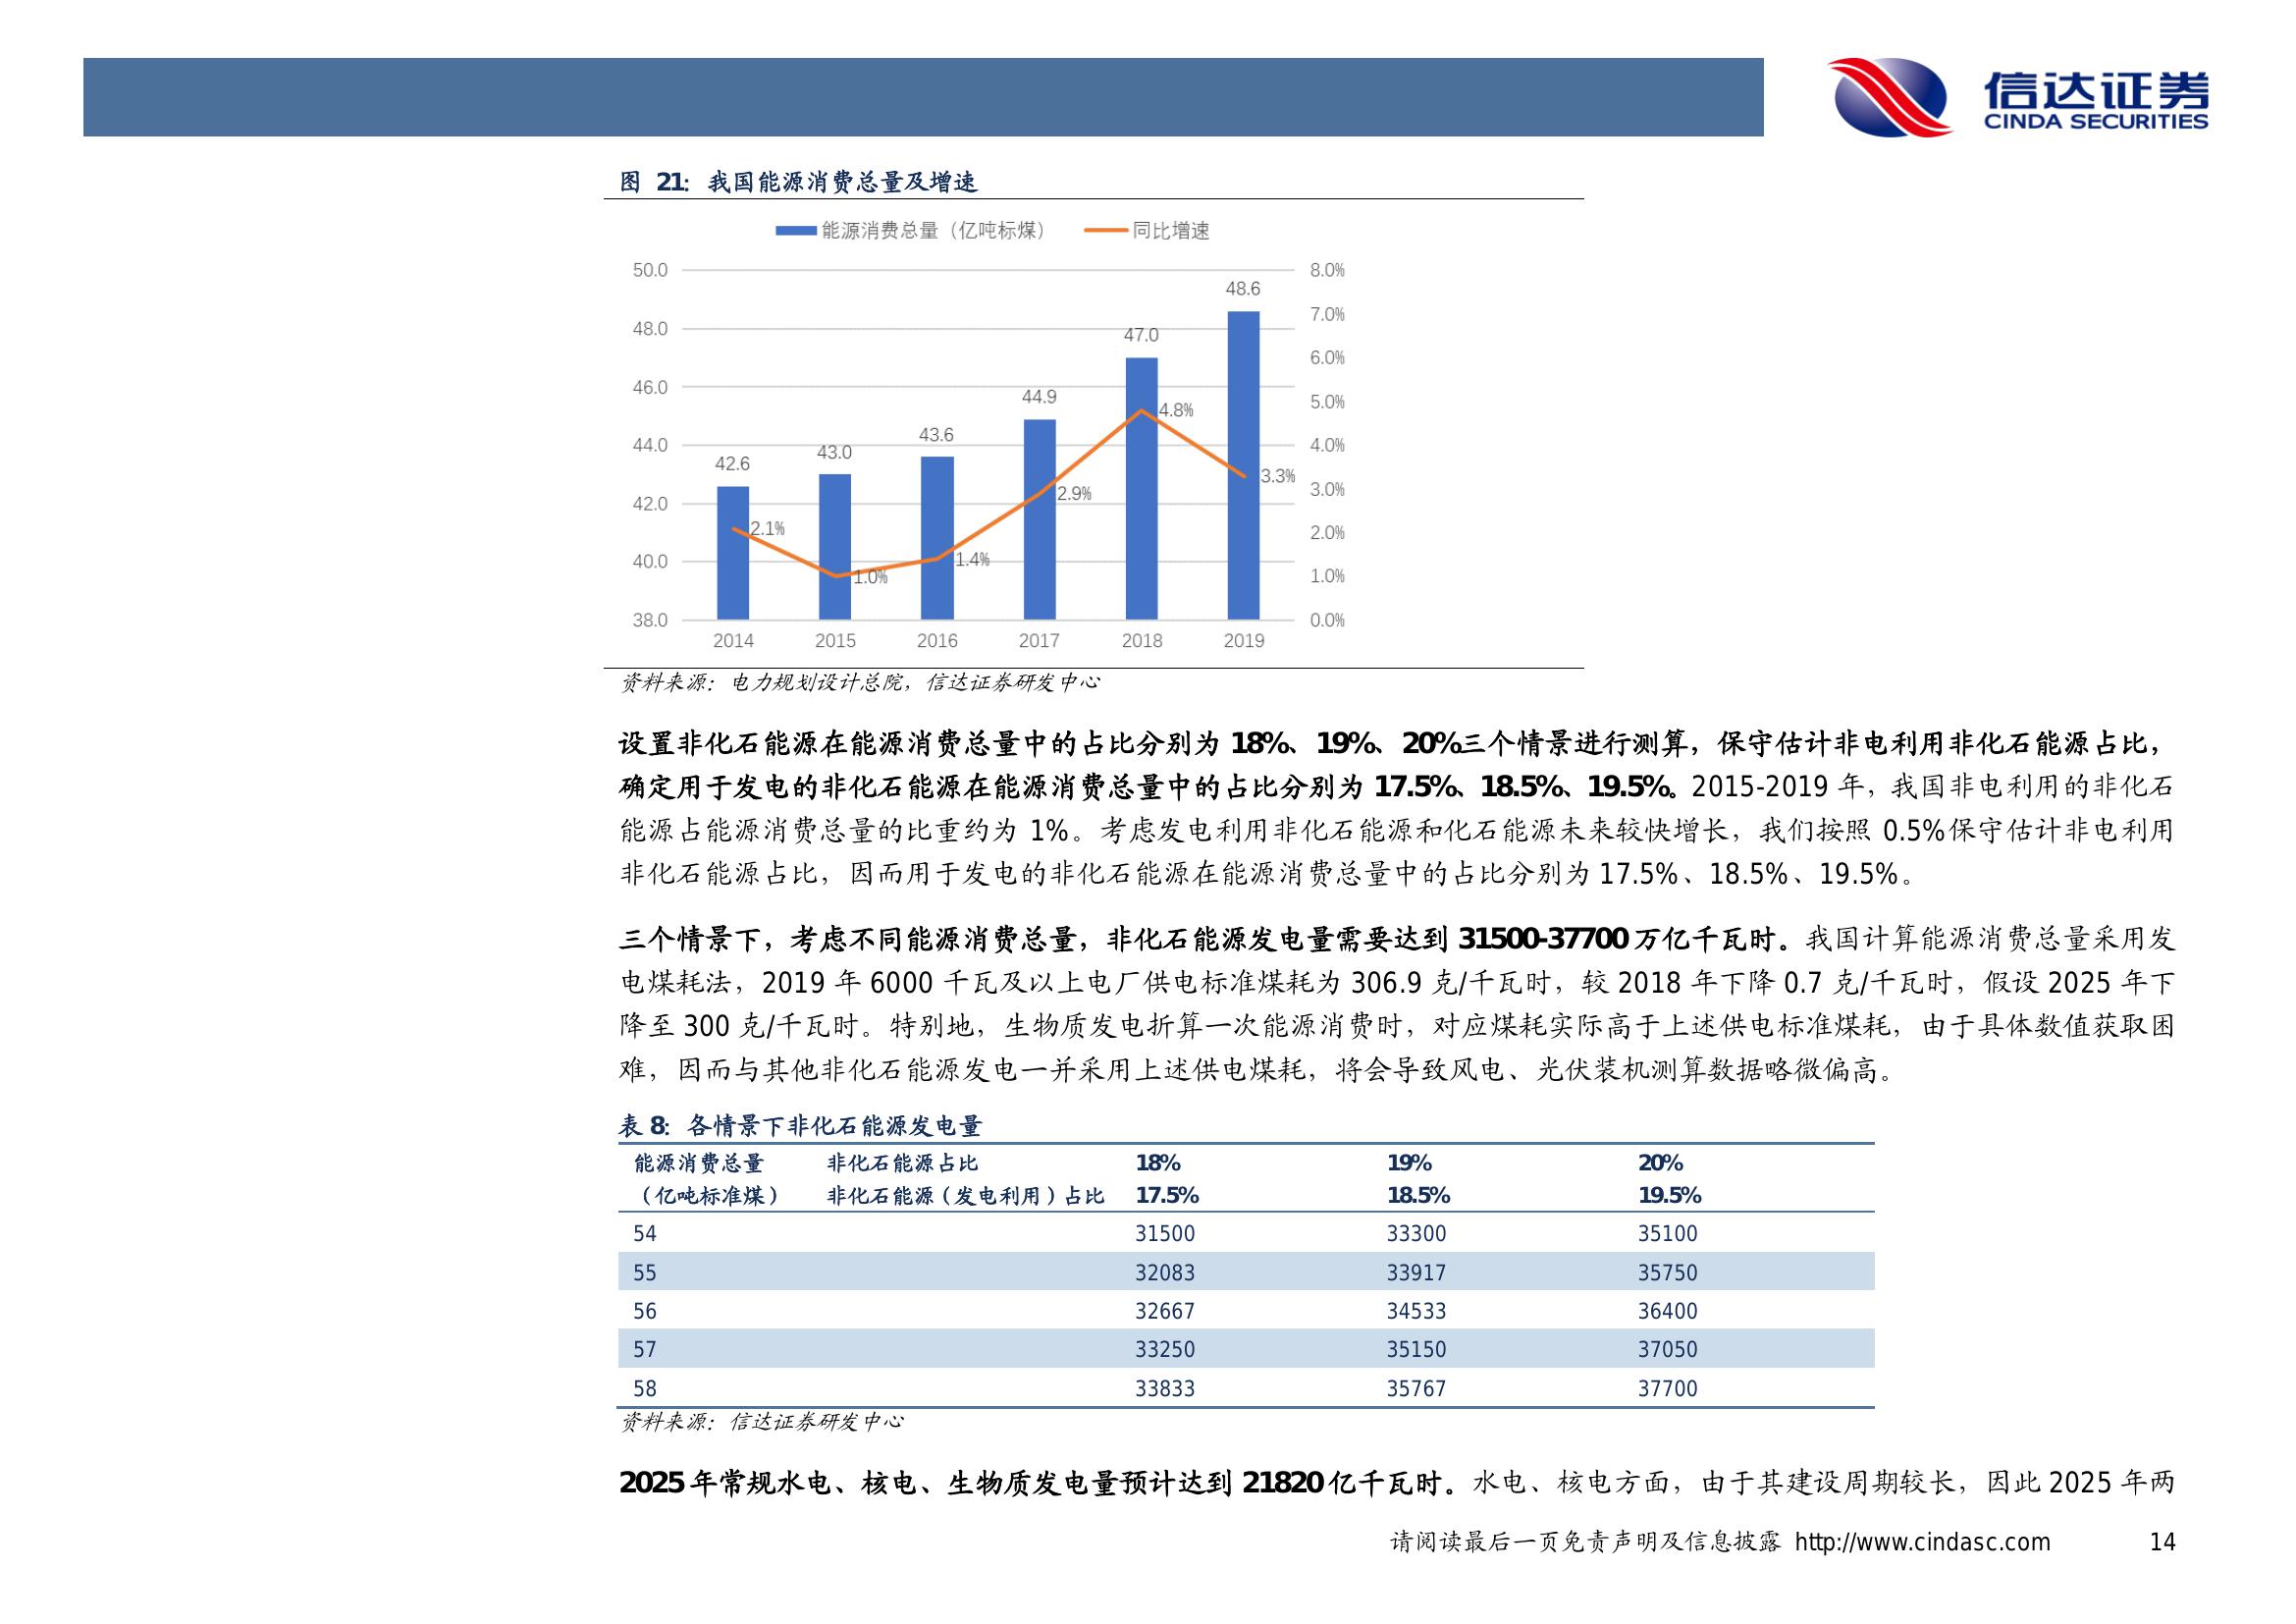 信达证券
CINDA SECURITIES
图 21: 我国能源消费总量及增速
能源消费总量（亿吨标煤） 同比增速
50.0 8.0%
48.6
7.0%
48.0
47.0
6.0%
46.0
44.9
5.0%
4.8%
44.0 4.0%
43.6
43.0
42.6
3.3%
3.0%
2.9%
42.0
2.1%
2.0%
40.0
1.4%
1.0%
1.0%
38.0 0.0%
2014 2015 2016 2017 2018 2019
资料来源：电力规划设计总院，信达证券研发中心
设置非化石能源在能源消费总量中的占比分别为 18%、19%、20%三个情景进行测算，保守估计非电利用非化石能源占比，
确定用于发电的非化石能源在能源消费总量中的占比分别为 17.5%、18.5%、19.5%。2015-2019 年，我国非电利用的非化石
能源占能源消费总量的比重约为 1%。考虑发电利用非化石能源和化石能源未来较快增长，我们按照 0.5%保守估计非电利用
非化石能源占比，因而用于发电的非化石能源在能源消费总量中的占比分别为 17.5%、18.5%、19.5%。
三个情景下，考虑不同能源消费总量，非化石能源发电量需要达到 31500-37700 万亿千瓦时。我国计算能源消费总量采用发
电煤耗法，2019 年 6000 千瓦及以上电厂供电标准煤耗为 306.9 克/千瓦时，较 2018 年下降 0.7 克/千瓦时，假设 2025 年下
降至 300 克/千瓦时。特别地，生物质发电折算一次能源消费时，对应煤耗实际高于上述供电标准煤耗，由于具体数值获取困
难，因而与其他非化石能源发电一并采用上述供电煤耗，将会导致风电、光伏装机测算数据略微偏高。
表 8: 各情景下非化石能源发电量
能源消费总量 非化石能源占比 18% 19% 20%
（亿吨标准煤） 非化石能源（发电利用）占比 17.5% 18.5% 19.5%
54 31500 33300 35100
55 32083 33917 35750
56 32667 34533 36400
57 33250 35150 37050
58 33833 35767 37700
资料来源：信达证券研发中心
2025 年常规水电、核电、生物质发电量预计达到 21820 亿千瓦时。水电、核电方面，由于其建设周期较长，因此 2025 年两
请阅读最后一页免责声明及信息披露 http://www.cindasc.com 14